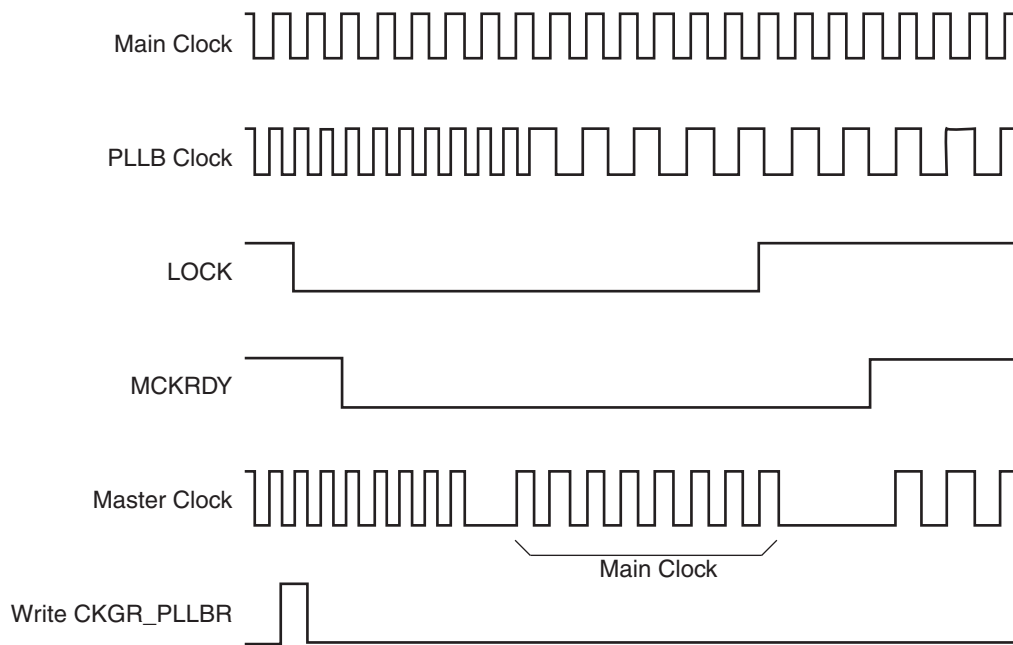 Main Clock
PLLB Clock
LOCK
MCKRDY
Master Clock
Main Clock
Write CKGR_PLLBR